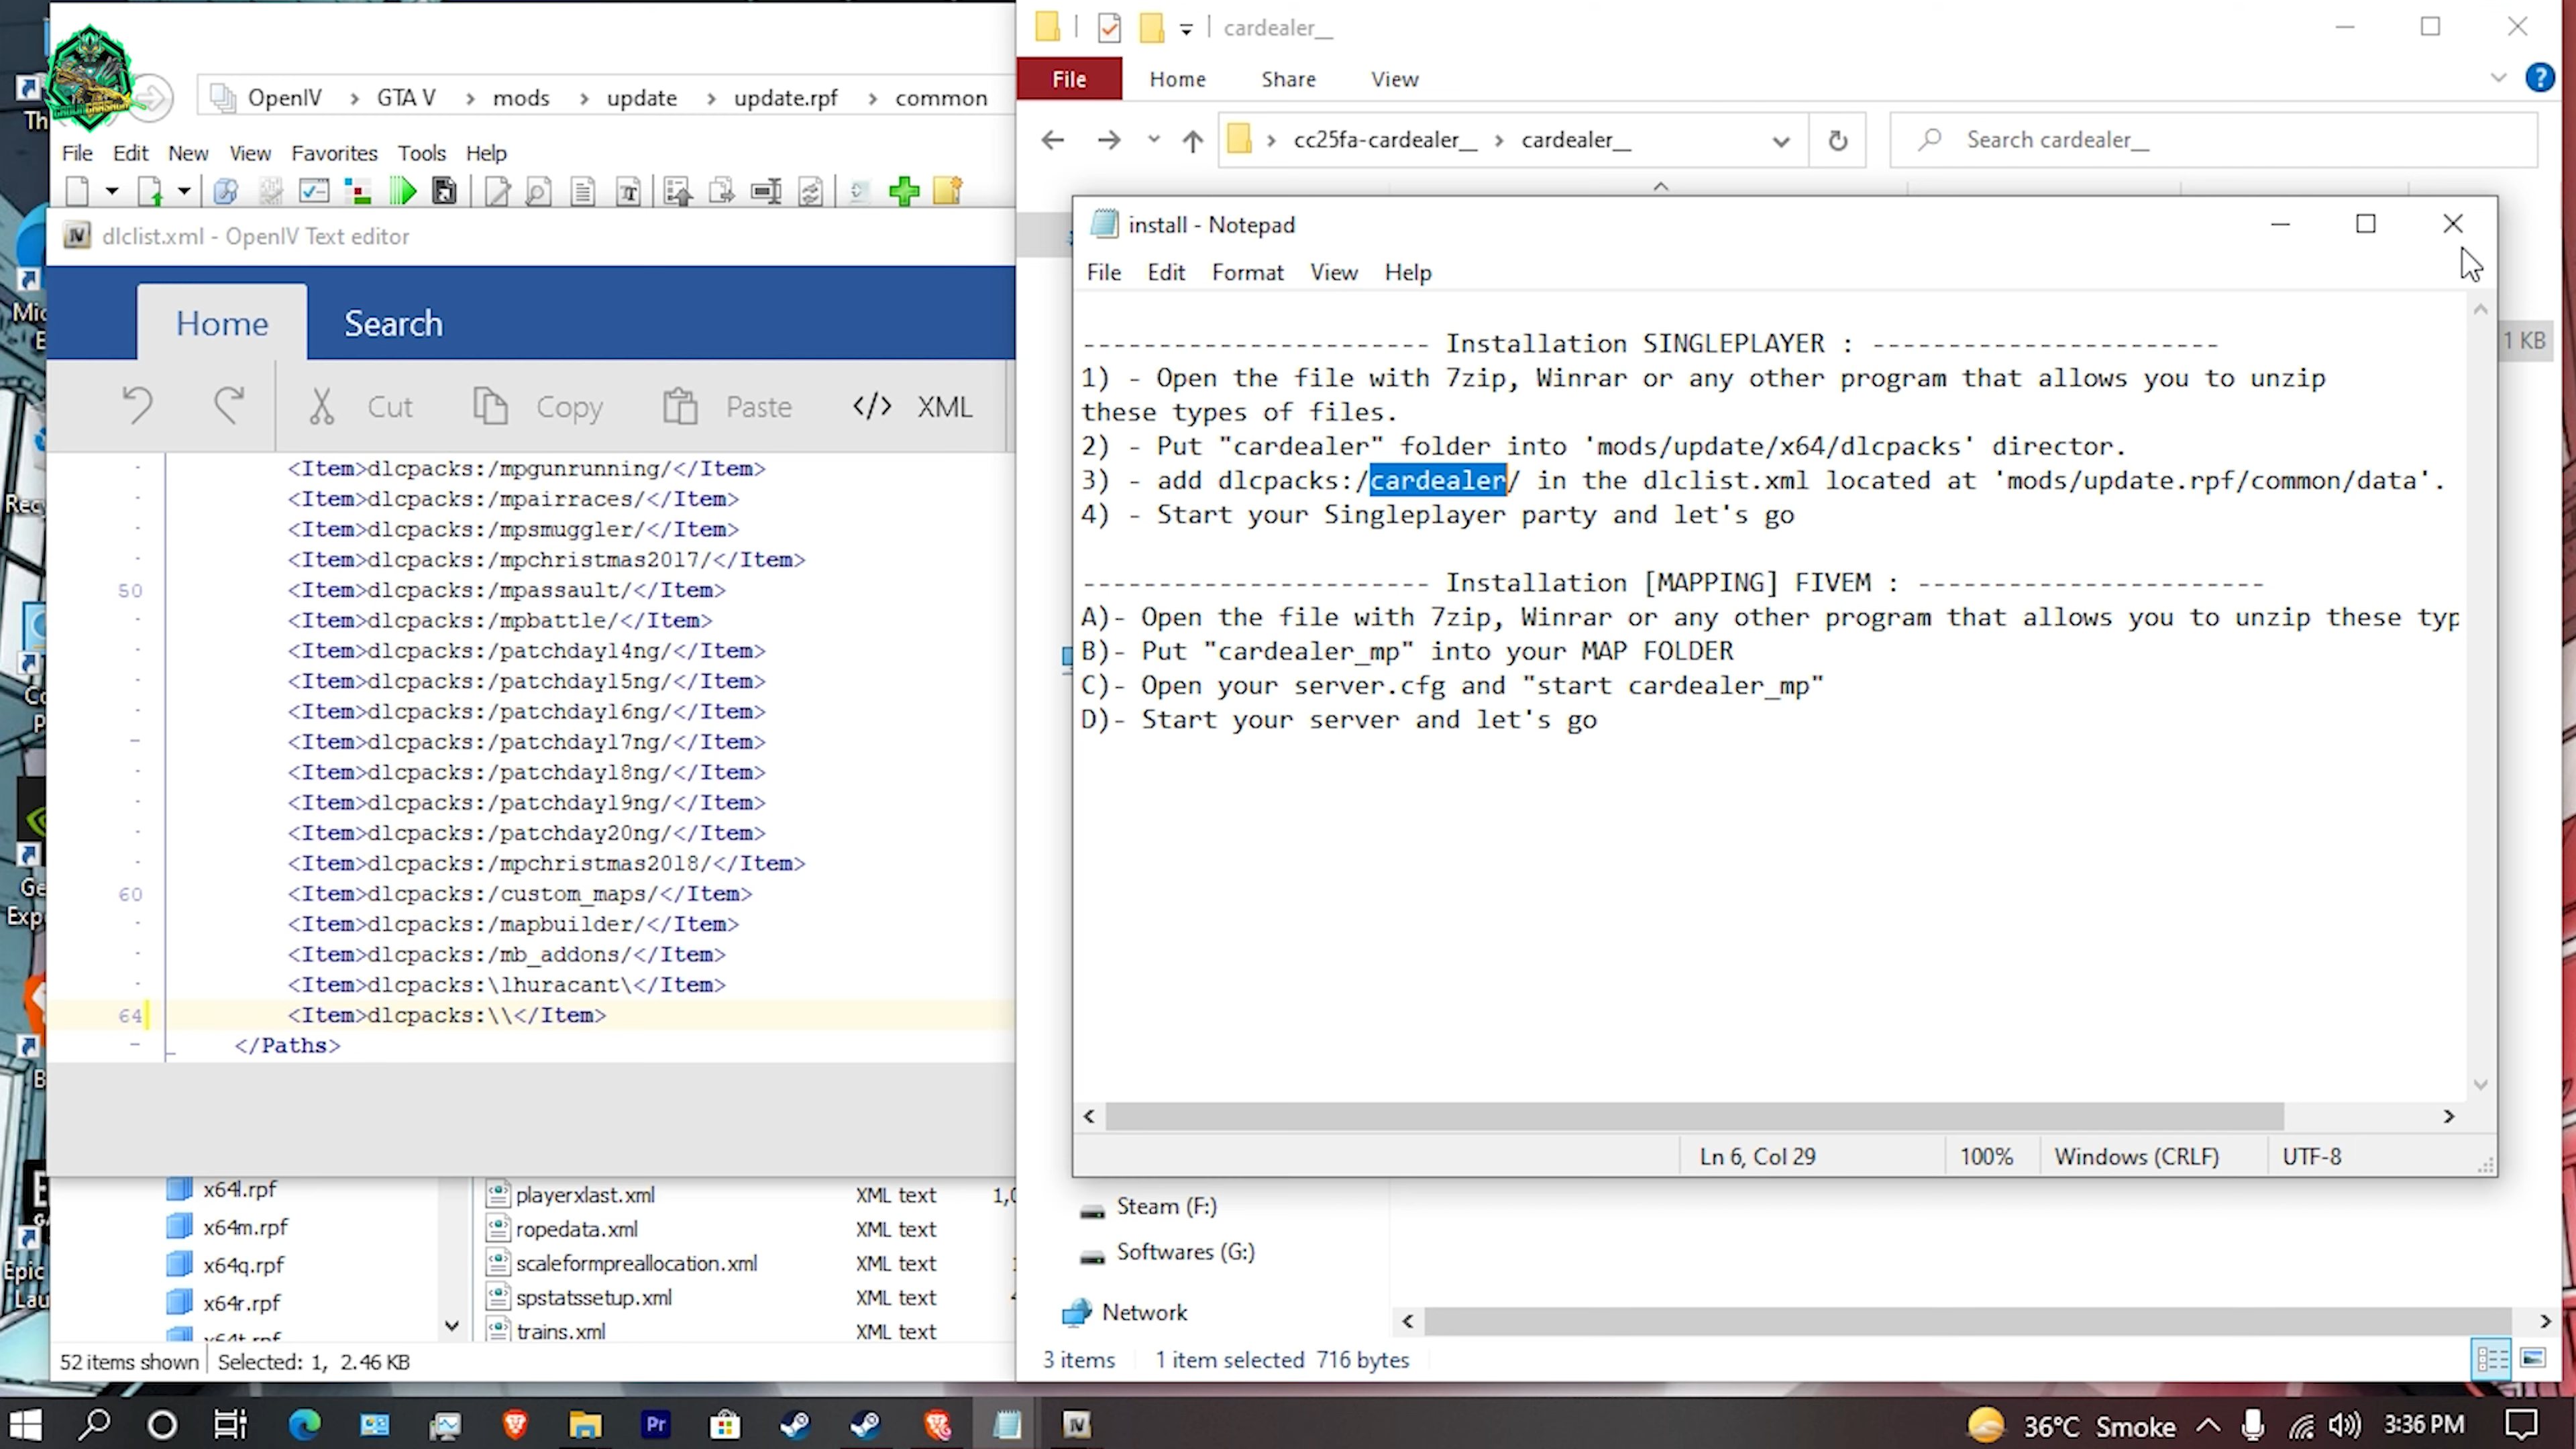 cardealer__
File Home Share View
OpenIV GTA V mods update update.rpf common
cc25fa-cardealer__ cardealer__
Search cardealer__
File Edit New View Favorites Tools Help
dlclist.xml - OpenIV Text editor
Home Search
Cut Copy Paste </> XML
<Item>dlcpacks:/mpgunrunning/</Item>
<Item>dlcpacks:/mpairraces/</Item>
<Item>dlcpacks:/mpsmuggler/</Item>
<Item>dlcpacks:/mpchristmas2017/</Item>
50 <Item>dlcpacks:/mpassault/</Item>
<Item>dlcpacks:/mpbattle/</Item>
<Item>dlcpacks:/patchday14ng/</Item>
<Item>dlcpacks:/patchday15ng/</Item>
<Item>dlcpacks:/patchday16ng/</Item>
<Item>dlcpacks:/patchday17ng/</Item>
<Item>dlcpacks:/patchday18ng/</Item>
<Item>dlcpacks:/patchday19ng/</Item>
<Item>dlcpacks:/patchday20ng/</Item>
<Item>dlcpacks:/mpchristmas2018/</Item>
60 <Item>dlcpacks:/custom_maps/</Item>
<Item>dlcpacks:/mapbuilder/</Item>
<Item>dlcpacks:/mb_addons/</Item>
<Item>dlcpacks:\lhuracant\</Item>
64 <Item>dlcpacks:\\</Item>
</Paths>
install - Notepad
File Edit Format View Help
----------------------- Installation SINGLEPLAYER : -----------------------
1) - Open the file with 7zip, Winrar or any other program that allows you to unzip
these types of files.
2) - Put "cardealer" folder into 'mods/update/x64/dlcpacks' director.
3) - add dlcpacks:/cardealer/ in the dlclist.xml located at 'mods/update.rpf/common/data'.
4) - Start your Singleplayer party and let's go
----------------------- Installation [MAPPING] FIVEM : -----------------------
A)- Open the file with 7zip, Winrar or any other program that allows you to unzip these typ
B)- Put "cardealer_mp" into your MAP FOLDER
C)- Open your server.cfg and "start cardealer_mp"
D)- Start your server and let's go
Ln 6, Col 29 100% Windows (CRLF) UTF-8
1 KB
x64l.rpf
x64m.rpf
x64q.rpf
x64r.rpf
x64t.rpf
playerxlast.xml XML text
ropedata.xml XML text
scaleformpreallocation.xml XML text
spstatssetup.xml XML text
trains.xml XML text
52 items shown Selected: 1, 2.46 KB
Steam (F:)
Softwares (G:)
Network
3 items 1 item selected 716 bytes
Epic
36°C Smoke 3:36 PM
Pr